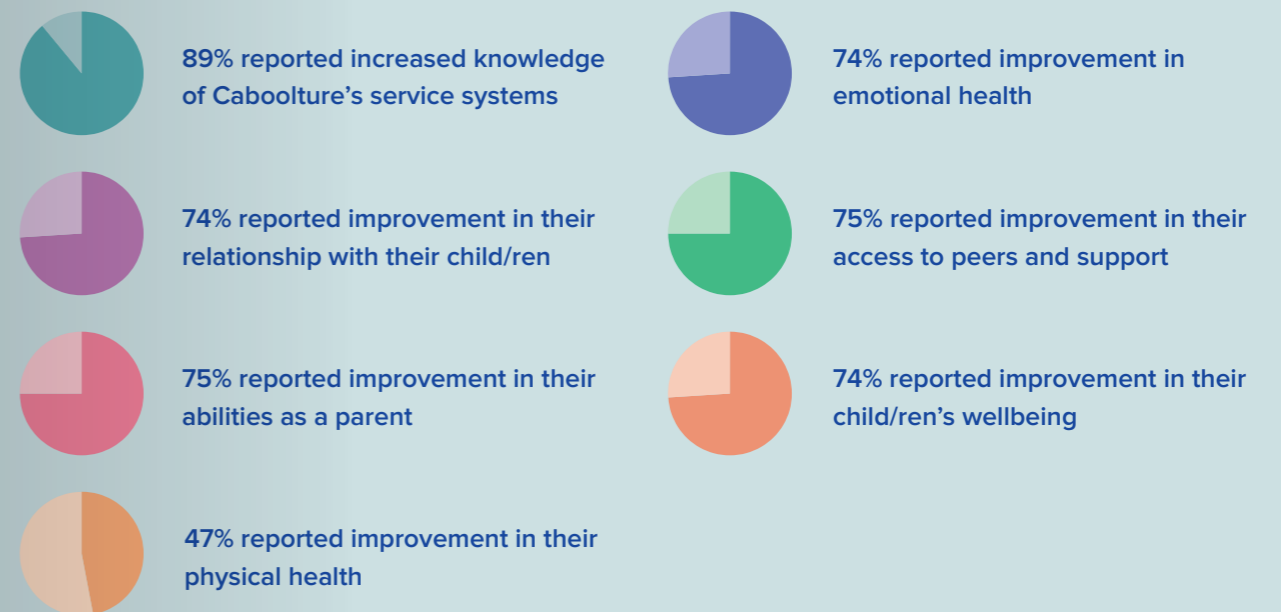 89% reported increased knowledge
of Caboolture’s service systems
74% reported improvement in
emotional health
74% reported improvement in their
relationship with their child/ren
75% reported improvement in their
access to peers and support
75% reported improvement in their
abilities as a parent
74% reported improvement in their
child/ren’s wellbeing
47% reported improvement in their
physical health